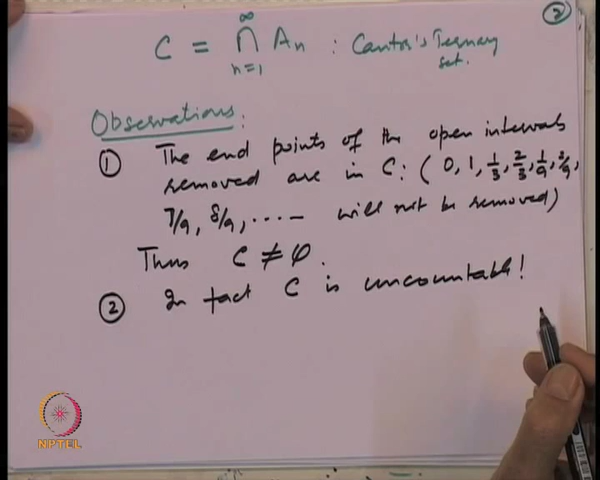 ②
C = ∞ ⋂ n=1 An : Cantor's Ternary set.
Observations:
① The end points of the open intervals
removed are in C: ( 0, 1, 1/3, 2/3, 1/9, 2/9,
7/9, 8/9, ..... will not be removed)
Thus C ≠ φ.
② In fact C is uncountable!
NPTEL